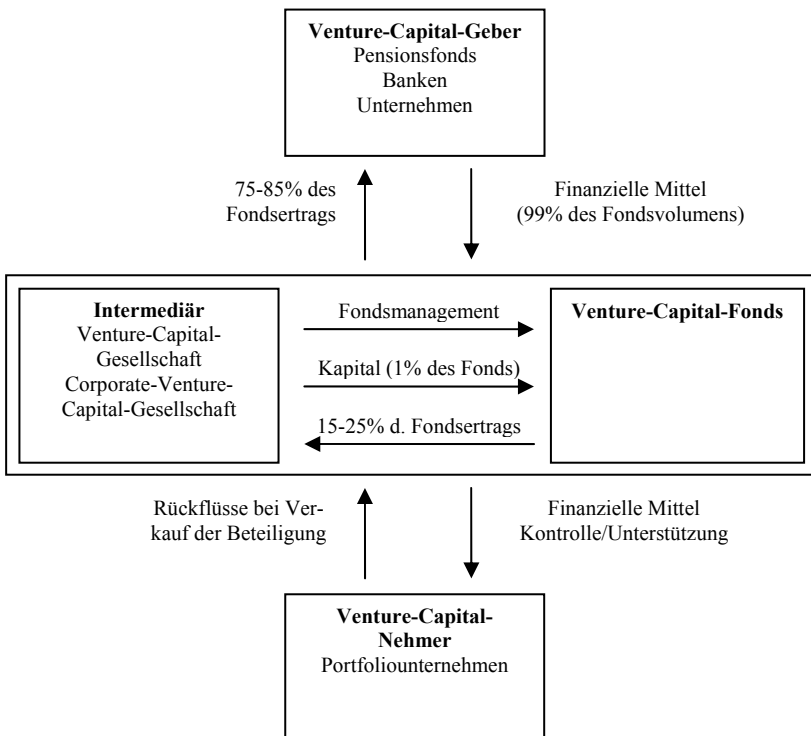 Venture-Capital-Geber
Pensionsfonds
Banken
Unternehmen
75-85% des
Fondsertrags
Finanzielle Mittel
(99% des Fondsvolumens)
Intermediär
Venture-Capital-
Gesellschaft
Corporate-Venture-
Capital-Gesellschaft
Fondsmanagement
Kapital (1% des Fonds)
15-25% d. Fondsertrags
Venture-Capital-Fonds
Rückflüsse bei Ver-
kauf der Beteiligung
Finanzielle Mittel
Kontrolle/Unterstützung
Venture-Capital-
Nehmer
Portfoliounternehmen